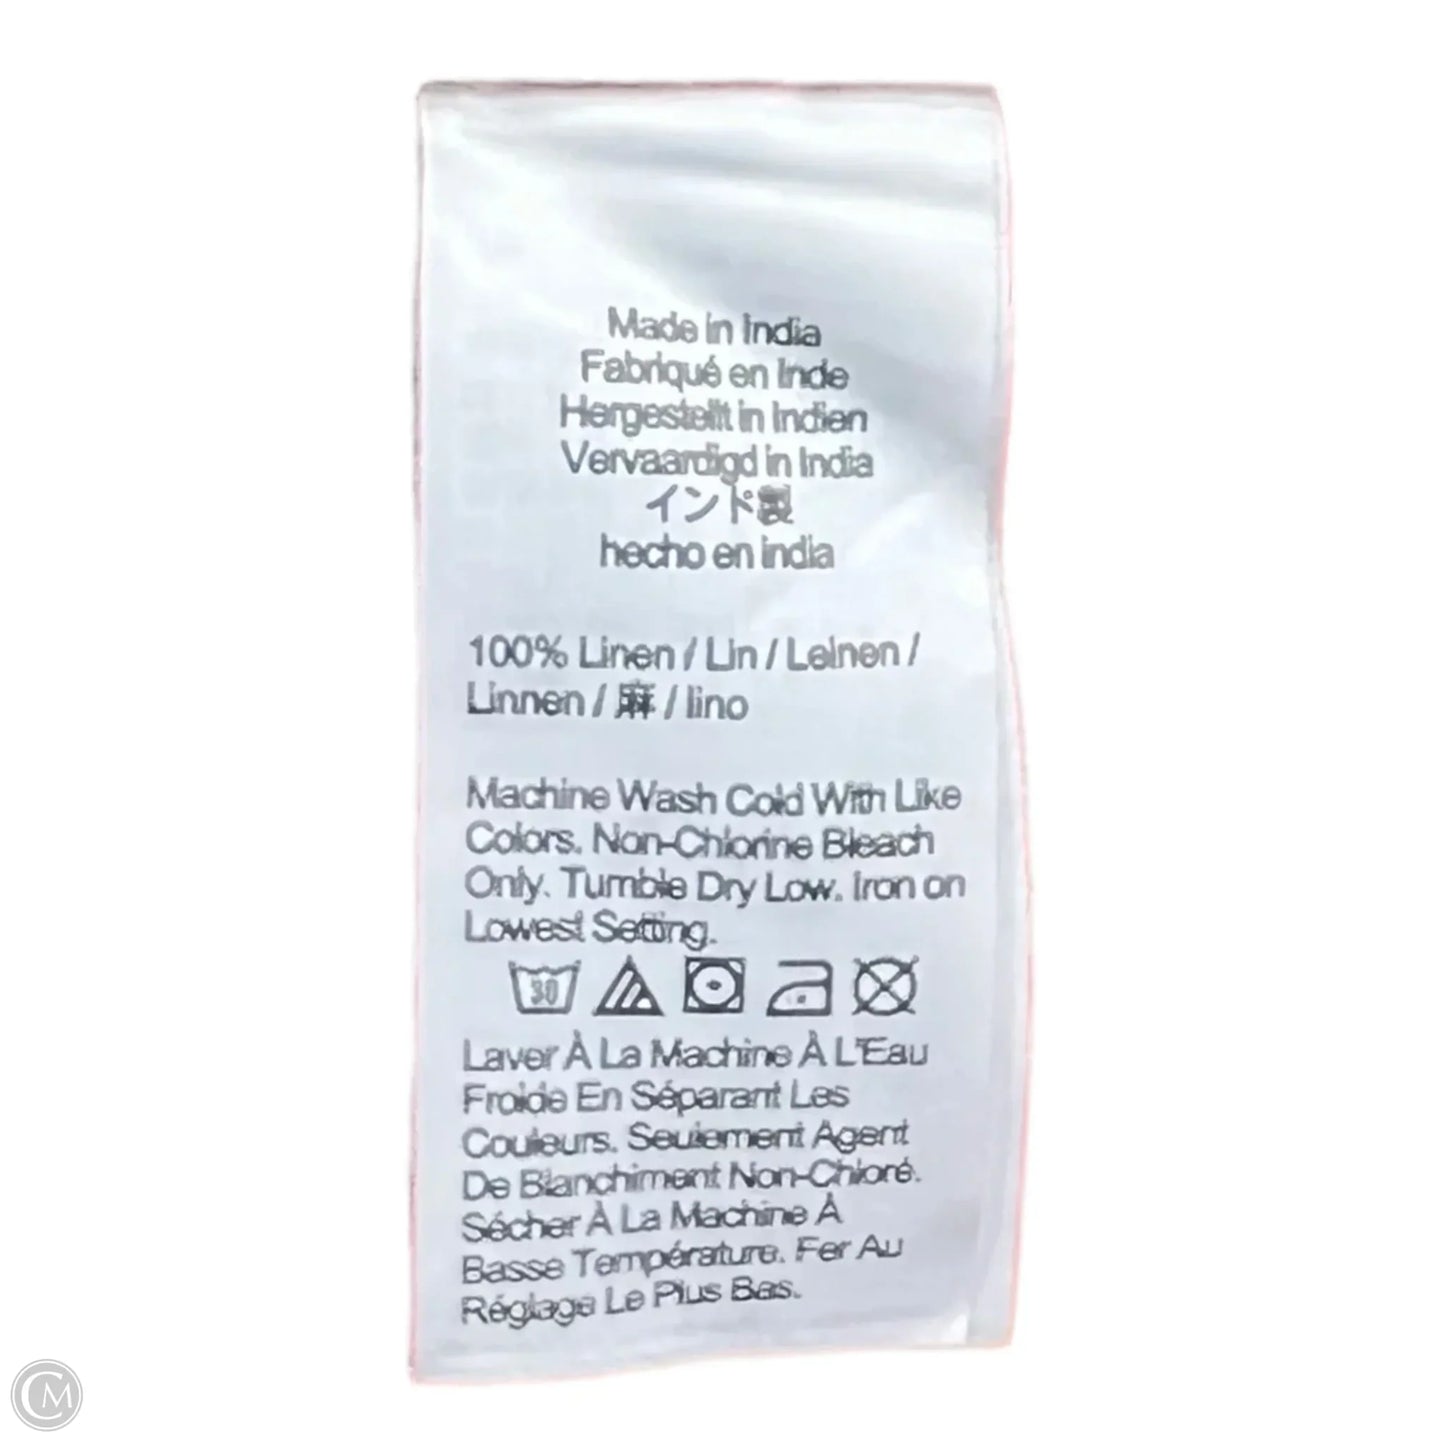 Made in India
Fabriqué en Inde
Hergestellt in Indien
Vervaardigd in India
インド製
hecho en india
100% Linen / Lin / Leinen /
Linnen / 麻 / lino
Machine Wash Cold With Like
Colors. Non-Chlorine Bleach
Only. Tumble Dry Low. Iron on
Lowest Setting.
30
Laver À La Machine À L'Eau
Froide En Séparant Les
Couleurs. Seulement Agent
De Blanchiment Non-Chloré.
Sécher À La Machine À
Basse Température. Fer Au
Réglage Le Plus Bas.
CM